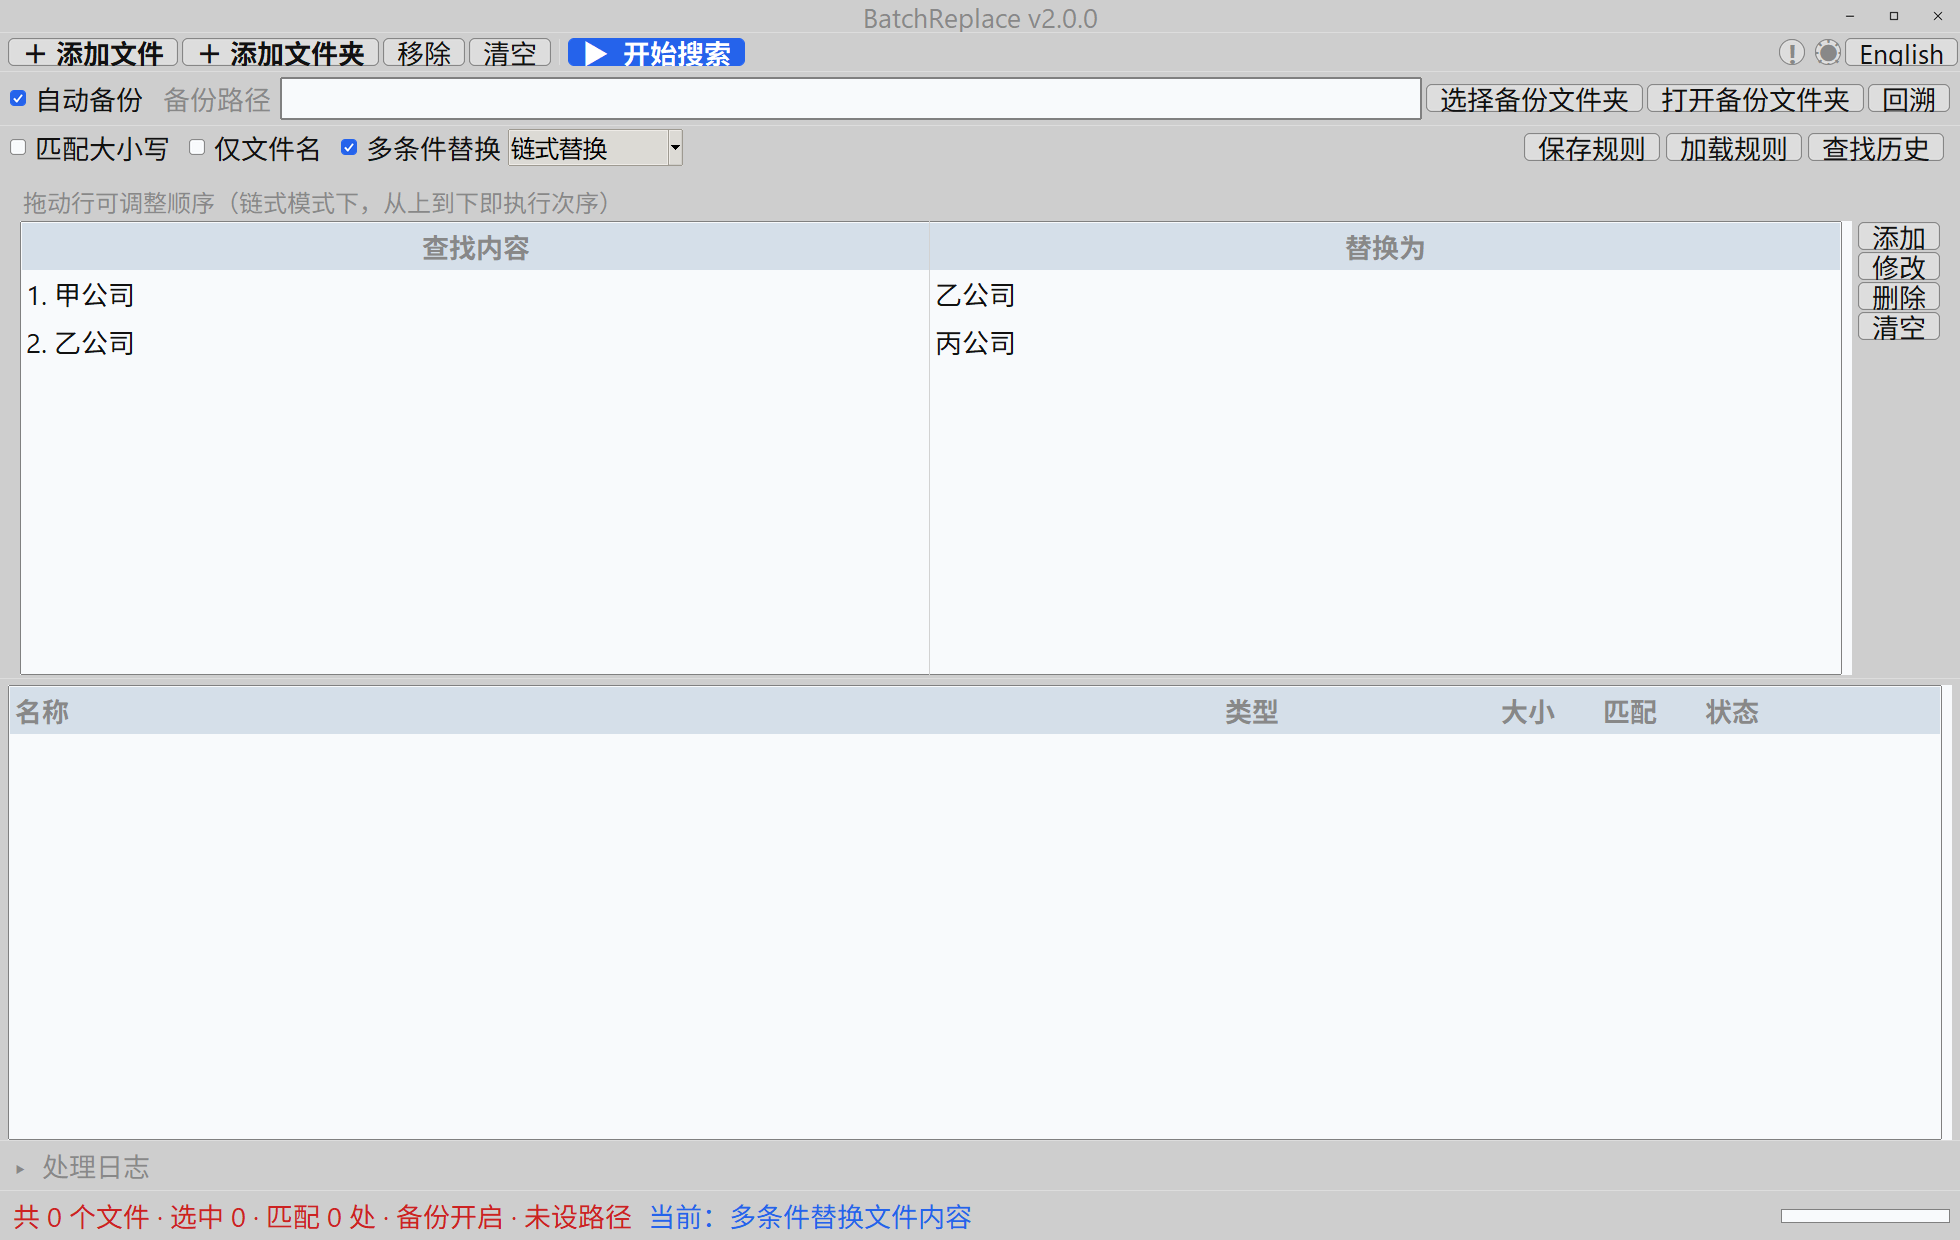 BatchReplace v2.0.0
＋ 添加文件 ＋ 添加文件夹 移除 清空 ▶ 开始搜索 English
自动备份 备份路径 选择备份文件夹 打开备份文件夹 回溯
匹配大小写 仅文件名 多条件替换 链式替换 保存规则 加载规则 查找历史
拖动行可调整顺序（链式模式下，从上到下即执行次序）
查找内容 替换为
1. 甲公司 乙公司
2. 乙公司 丙公司
添加
修改
删除
清空
名称 类型 大小 匹配 状态
处理日志
共 0 个文件 · 选中 0 · 匹配 0 处 · 备份开启 · 未设路径 当前：多条件替换文件内容